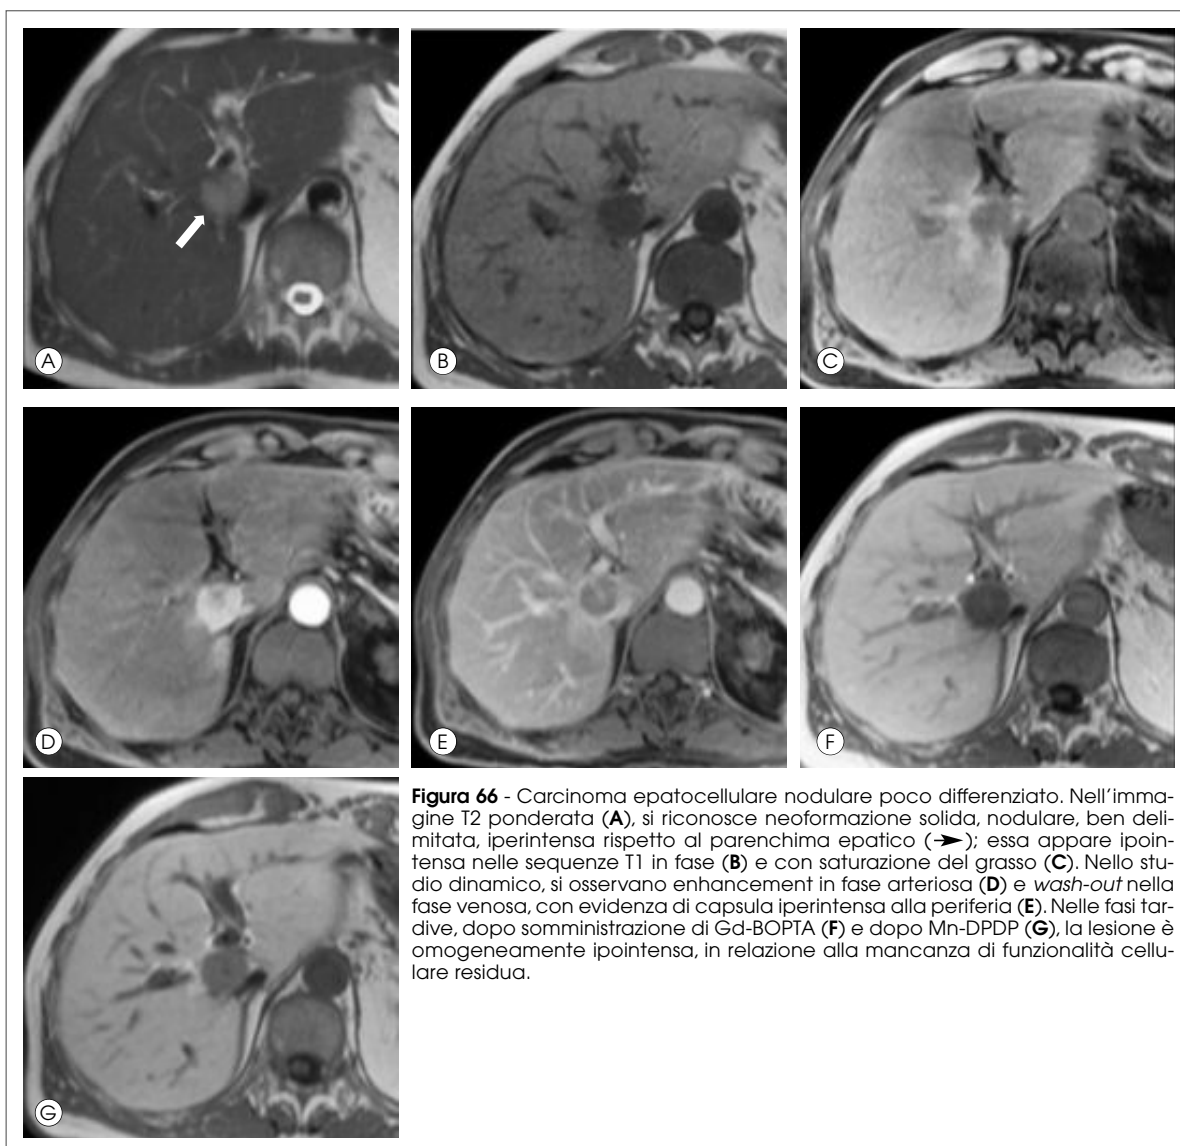 A
B
C
D
E
F
G
Figura 66 - Carcinoma epatocellulare nodulare poco differenziato. Nell'imma-
gine T2 ponderata (A), si riconosce neoformazione solida, nodulare, ben deli-
mitata, iperintensa rispetto al parenchima epatico (➛); essa appare ipoin-
tensa nelle sequenze T1 in fase (B) e con saturazione del grasso (C). Nello stu-
dio dinamico, si osservano enhancement in fase arteriosa (D) e wash-out nella
fase venosa, con evidenza di capsula iperintensa alla periferia (E). Nelle fasi tar-
dive, dopo somministrazione di Gd-BOPTA (F) e dopo Mn-DPDP (G), la lesione è
omogeneamente ipointensa, in relazione alla mancanza di funzionalità cellu-
lare residua.